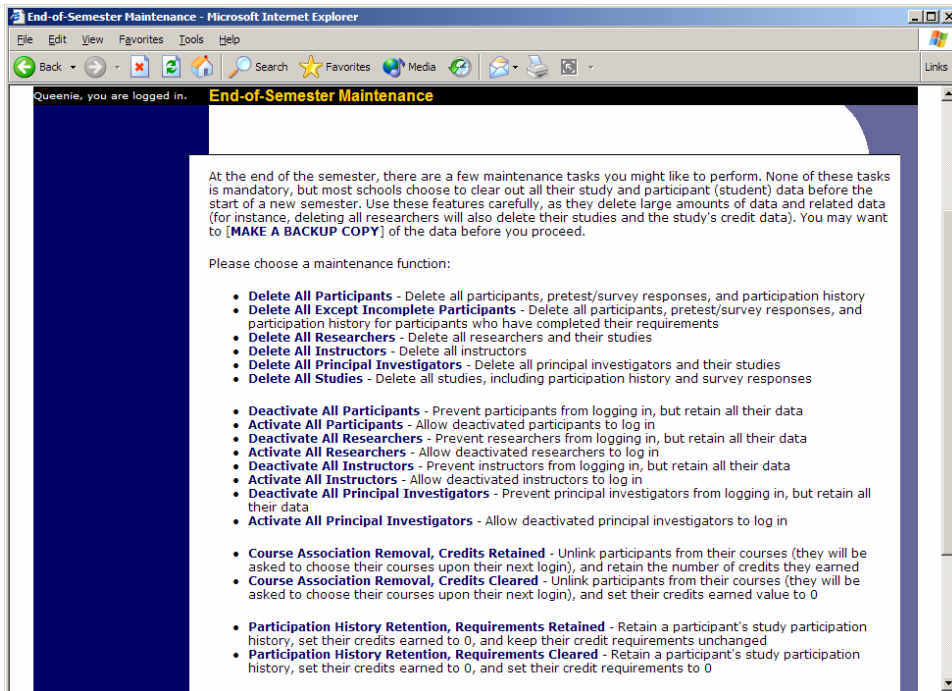 End-of-Semester Maintenance - Microsoft Internet Explorer
File Edit View Favorites Tools Help
Back Search Favorites Media Links
Queenie, you are logged in. End-of-Semester Maintenance
At the end of the semester, there are a few maintenance tasks you might like to perform. None of these tasks
is mandatory, but most schools choose to clear out all their study and participant (student) data before the
start of a new semester. Use these features carefully, as they delete large amounts of data and related data
(for instance, deleting all researchers will also delete their studies and the study's credit data). You may want
to [MAKE A BACKUP COPY] of the data before you proceed.
Please choose a maintenance function:
• Delete All Participants - Delete all participants, pretest/survey responses, and participation history
• Delete All Except Incomplete Participants - Delete all participants, pretest/survey responses, and
participation history for participants who have completed their requirements
• Delete All Researchers - Delete all researchers and their studies
• Delete All Instructors - Delete all instructors
• Delete All Principal Investigators - Delete all principal investigators and their studies
• Delete All Studies - Delete all studies, including participation history and survey responses
• Deactivate All Participants - Prevent participants from logging in, but retain all their data
• Activate All Participants - Allow deactivated participants to log in
• Deactivate All Researchers - Prevent researchers from logging in, but retain all their data
• Activate All Researchers - Allow deactivated researchers to log in
• Deactivate All Instructors - Prevent instructors from logging in, but retain all their data
• Activate All Instructors - Allow deactivated instructors to log in
• Deactivate All Principal Investigators - Prevent principal investigators from logging in, but retain all
their data
• Activate All Principal Investigators - Allow deactivated principal investigators to log in
• Course Association Removal, Credits Retained - Unlink participants from their courses (they will be
asked to choose their courses upon their next login), and retain the number of credits they earned
• Course Association Removal, Credits Cleared - Unlink participants from their courses (they will be
asked to choose their courses upon their next login), and set their credits earned value to 0
• Participation History Retention, Requirements Retained - Retain a participant's study participation
history, set their credits earned to 0, and keep their credit requirements unchanged
• Participation History Retention, Requirements Cleared - Retain a participant's study participation
history, set their credits earned to 0, and set their credit requirements to 0